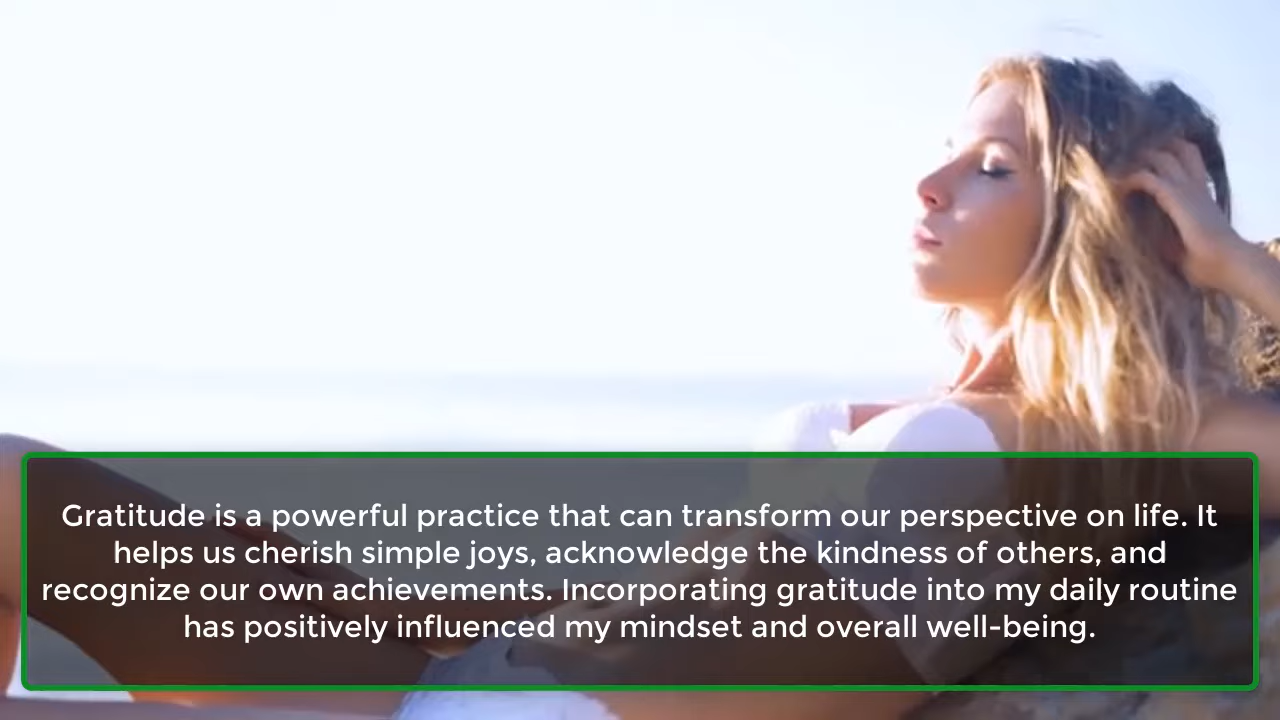 Gratitude is a powerful practice that can transform our perspective on life. It
helps us cherish simple joys, acknowledge the kindness of others, and
recognize our own achievements. Incorporating gratitude into my daily routine
has positively influenced my mindset and overall well-being.